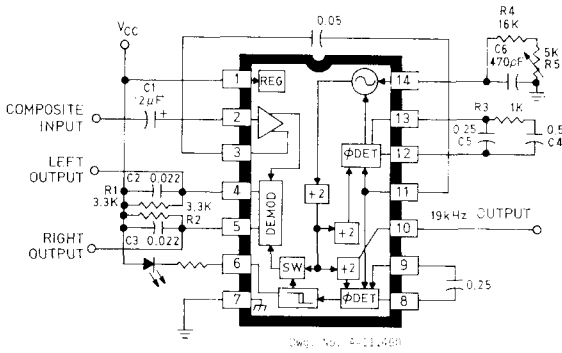 VCC
0.05
R4
16K
C6
470pF
5K
R5
C1
2µF
+
COMPOSITE
INPUT
1
REG
2
3
14
13
12
R3
1K
0.25
C5
0.5
C4
ΦDET
LEFT
OUTPUT
C2 0.022
R1
3.3K
3.3K
R2
C3 0.022
RIGHT
OUTPUT
4
5
6
7
DEMOD
÷2
÷2
÷2
SW
ΦDET
11
10
9
8
19kHz OUTPUT
0.25
Dwg. No. A-11,460